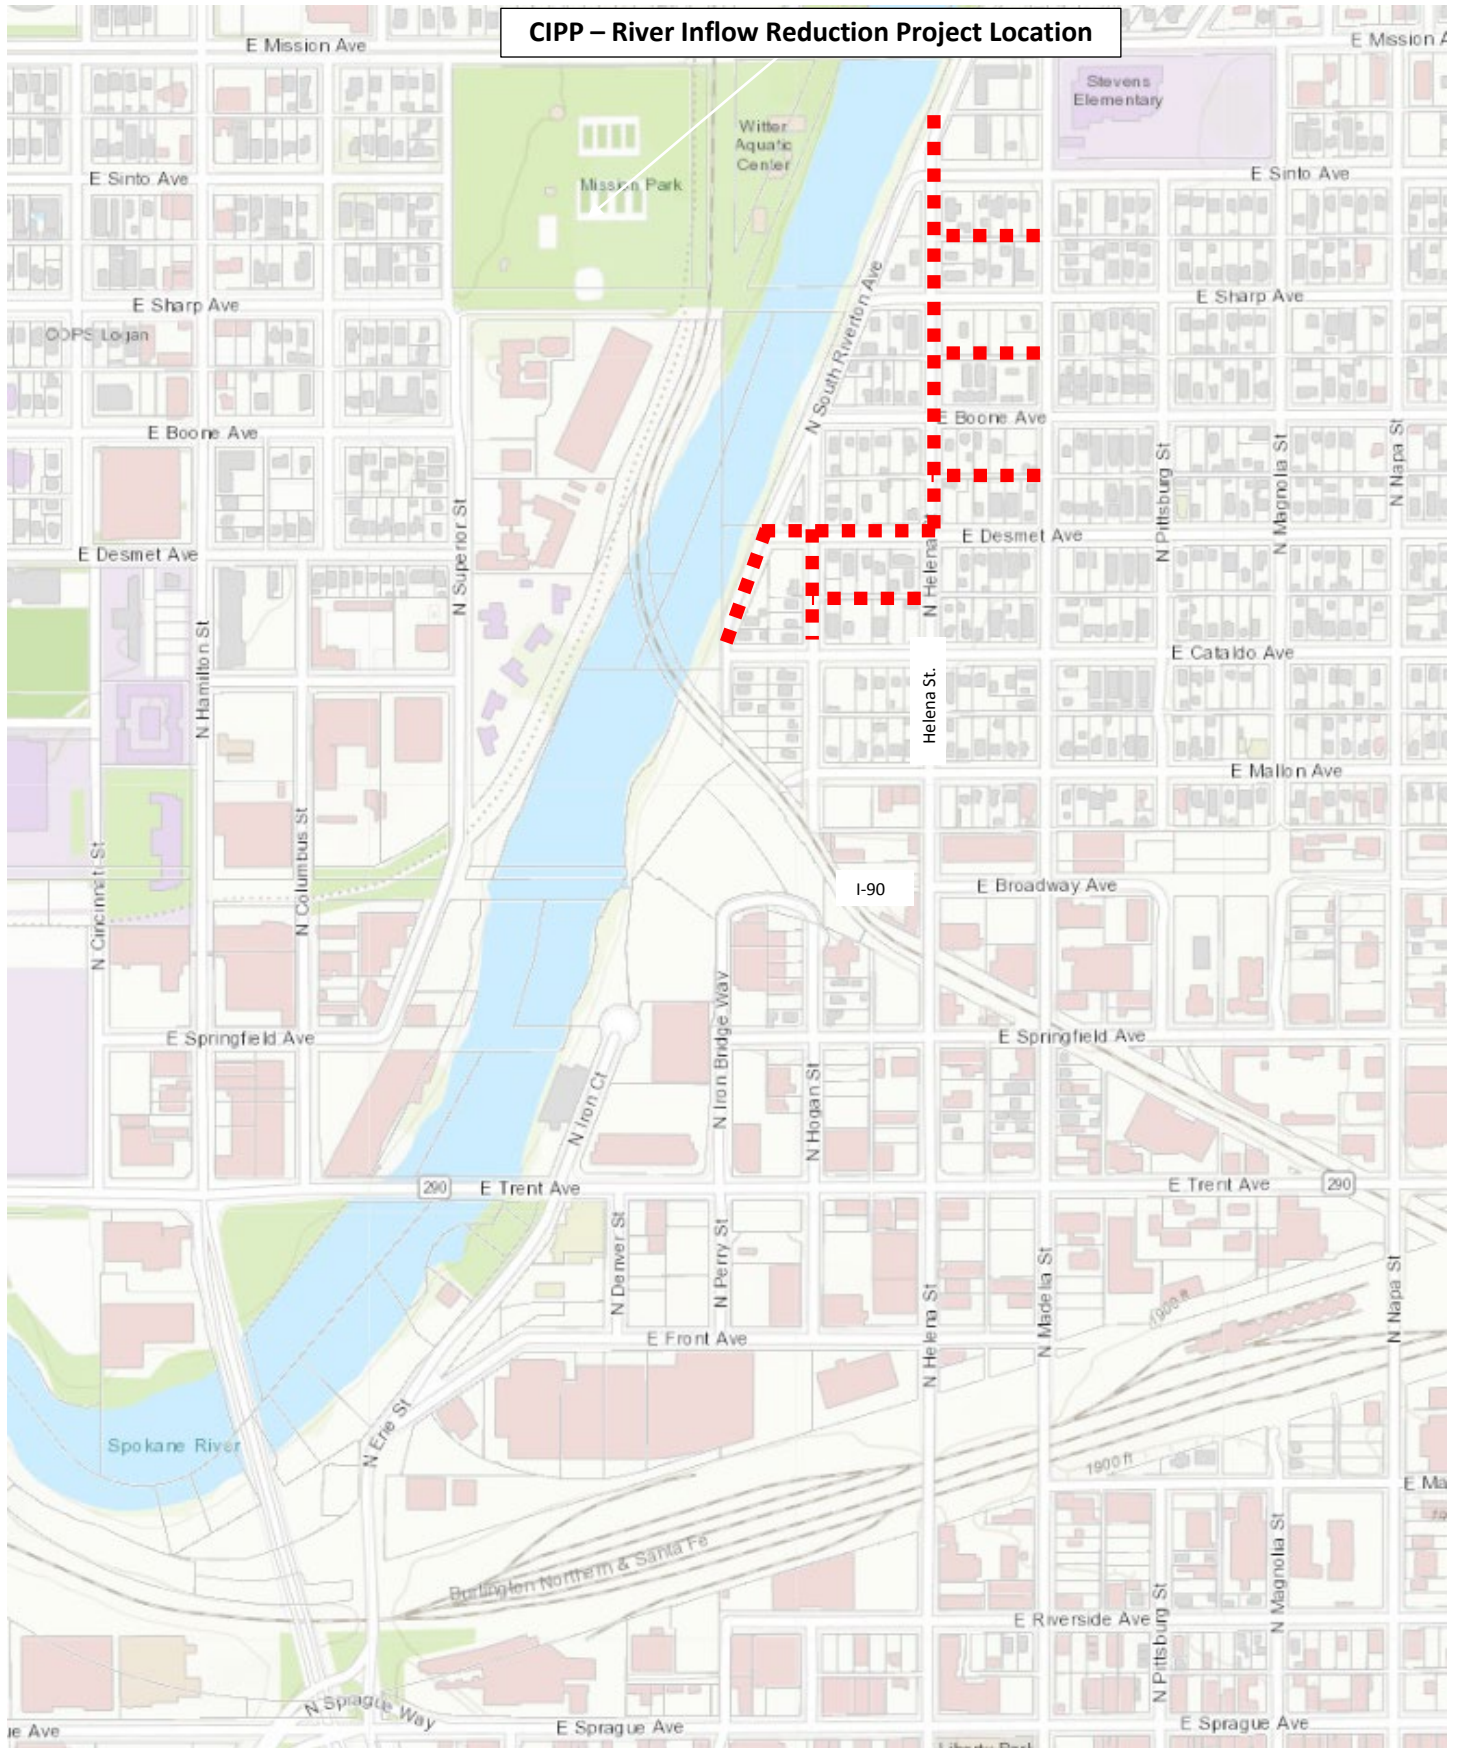 CIPP – River Inflow Reduction Project Location
E Mission Ave
E Mission A
Stevens
Elementary
Witter
Aquatic
Center
Mission Park
E Sinto Ave
E Sinto Ave
E Sharp Ave
E Sharp Ave
COPS Logan
N South Riverton Ave
E Boone Ave
E Boone Ave
N Superior St
N Pittsburg St
N Magnolia St
N Napa St
E Desmet Ave
E Desmet Ave
N Helena
N Hamilton St
E Cataldo Ave
Helena St.
E Mallon Ave
N Cincinnati St
N Columbus St
I-90
E Broadway Ave
E Springfield Ave
N Iron Ct
N Iron Bridge Way
N Hogan St
E Springfield Ave
290
E Trent Ave
E Trent Ave
290
N Denver St
N Perry St
N Helena St
N Madelia St
N Napa St
1900 ft
E Front Ave
N Erie St
Spokane River
1900 ft
E Ma
Burlington Northern & Santa Fe
N Pittsburg St
N Magnolia St
E Riverside Ave
N Sprague Way
ue Ave
E Sprague Ave
E Sprague Ave